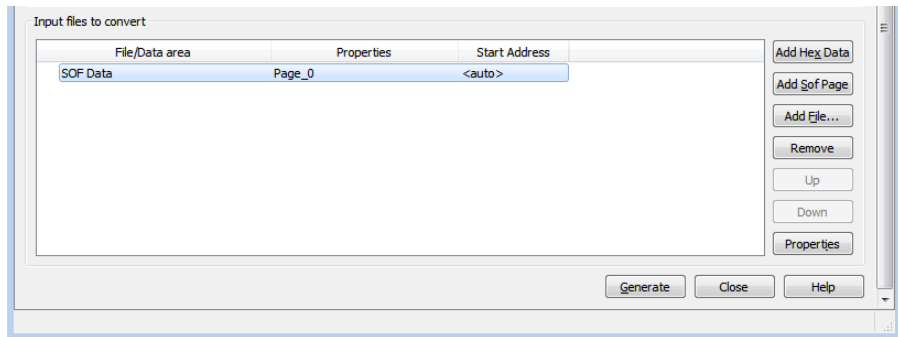 Input files to convert
File/Data area Properties Start Address
SOF Data Page_0 <auto>
Add Hex Data
Add Sof Page
Add File...
Remove
Up
Down
Properties
Generate Close Help